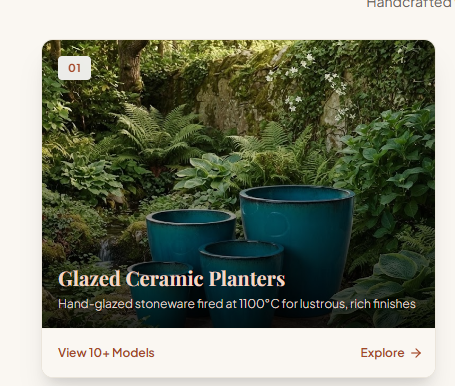 Handcrafted
01
Glazed Ceramic Planters
Hand-glazed stoneware fired at 1100°C for lustrous, rich finishes
View 10+ Models
Explore →